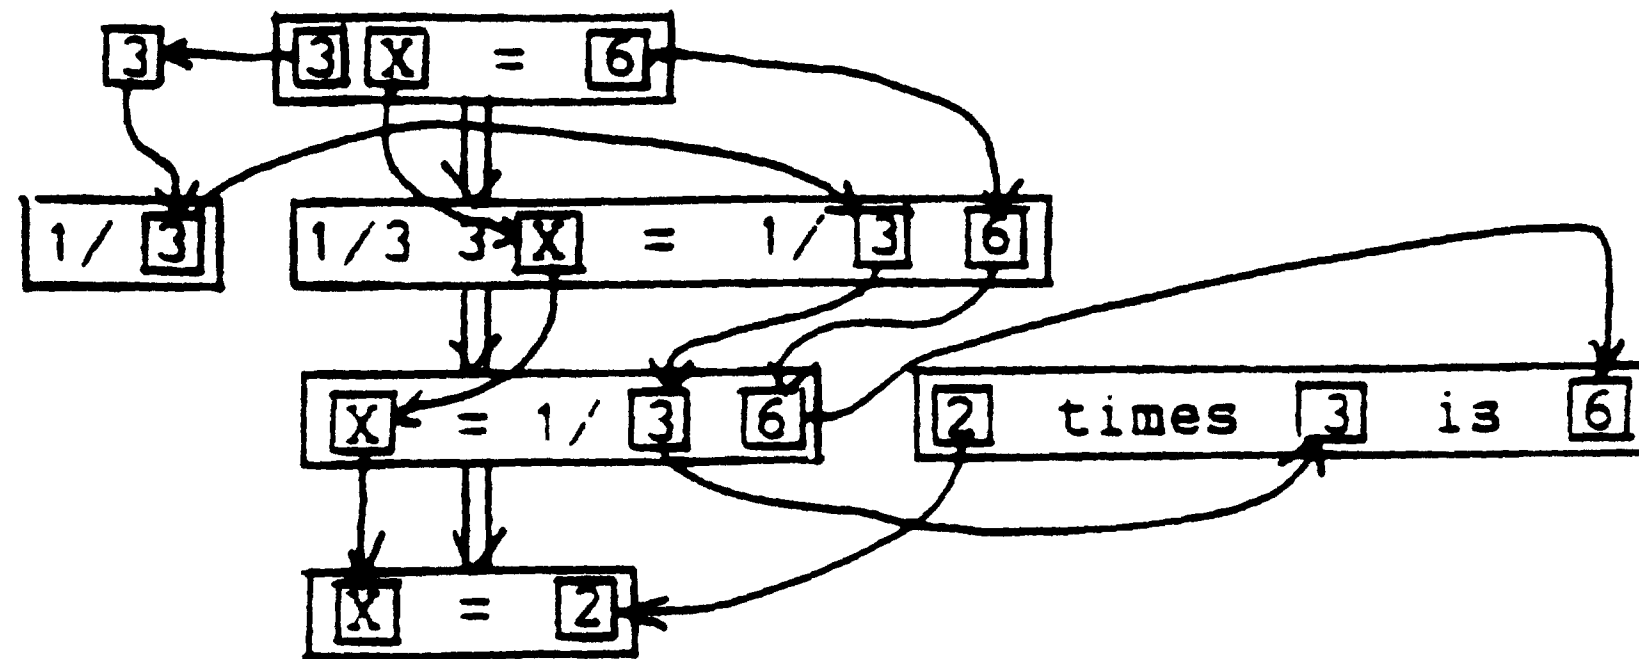 3 3 X = 6
1/ 3 1/3 3 X = 1/ 3 6
X = 1/ 3 6 2 times 3 is 6
X = 2